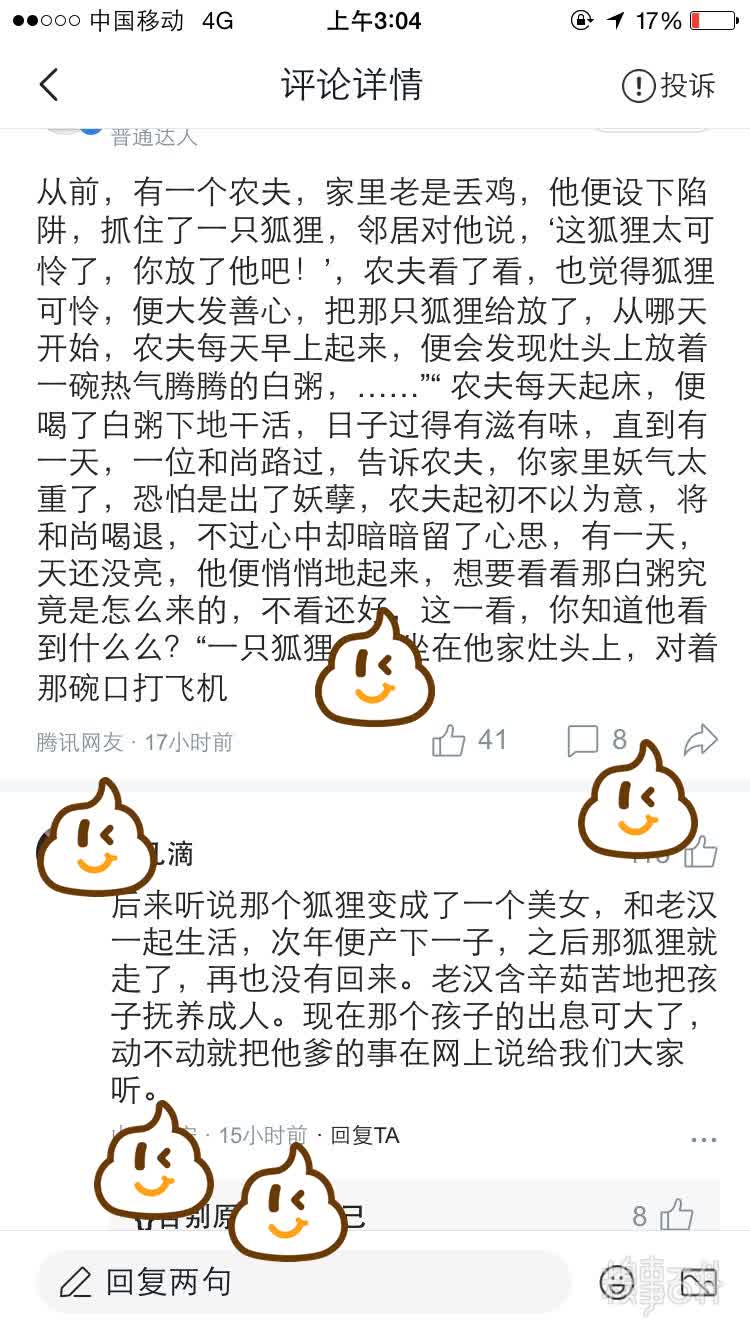 中国移动 4G 上午3:04 17%
评论详情
投诉
普通达人
从前，有一个农夫，家里老是丢鸡，他便设下陷
阱，抓住了一只狐狸，邻居对他说，‘这狐狸太可
怜了，你放了他吧！’，农夫看了看，也觉得狐狸
可怜，便大发善心，把那只狐狸给放了，从哪天
开始，农夫每天早上起来，便会发现灶头上放着
一碗热气腾腾的白粥，……”“ 农夫每天起床，便
喝了白粥下地干活，日子过得有滋有味，直到有
一天，一位和尚路过，告诉农夫，你家里妖气太
重了，恐怕是出了妖孽，农夫起初不以为意，将
和尚喝退，不过心中却暗暗留了心思，有一天，
天还没亮，他便悄悄地起来，想要看看那白粥究
竟是怎么来的，不看还好，这一看，你知道他看
到什么么？“一只狐狸坐在他家灶头上，对着
那碗口打飞机
腾讯网友 · 17小时前 41 8
滴
后来听说那个狐狸变成了一个美女，和老汉
一起生活，次年便产下一子，之后那狐狸就
走了，再也没有回来。老汉含辛茹苦地把孩
子抚养成人。现在那个孩子的出息可大了，
动不动就把他爹的事在网上说给我们大家
听。
· 15小时前 · 回复TA
告别原 己 8
回复两句
糗事百科